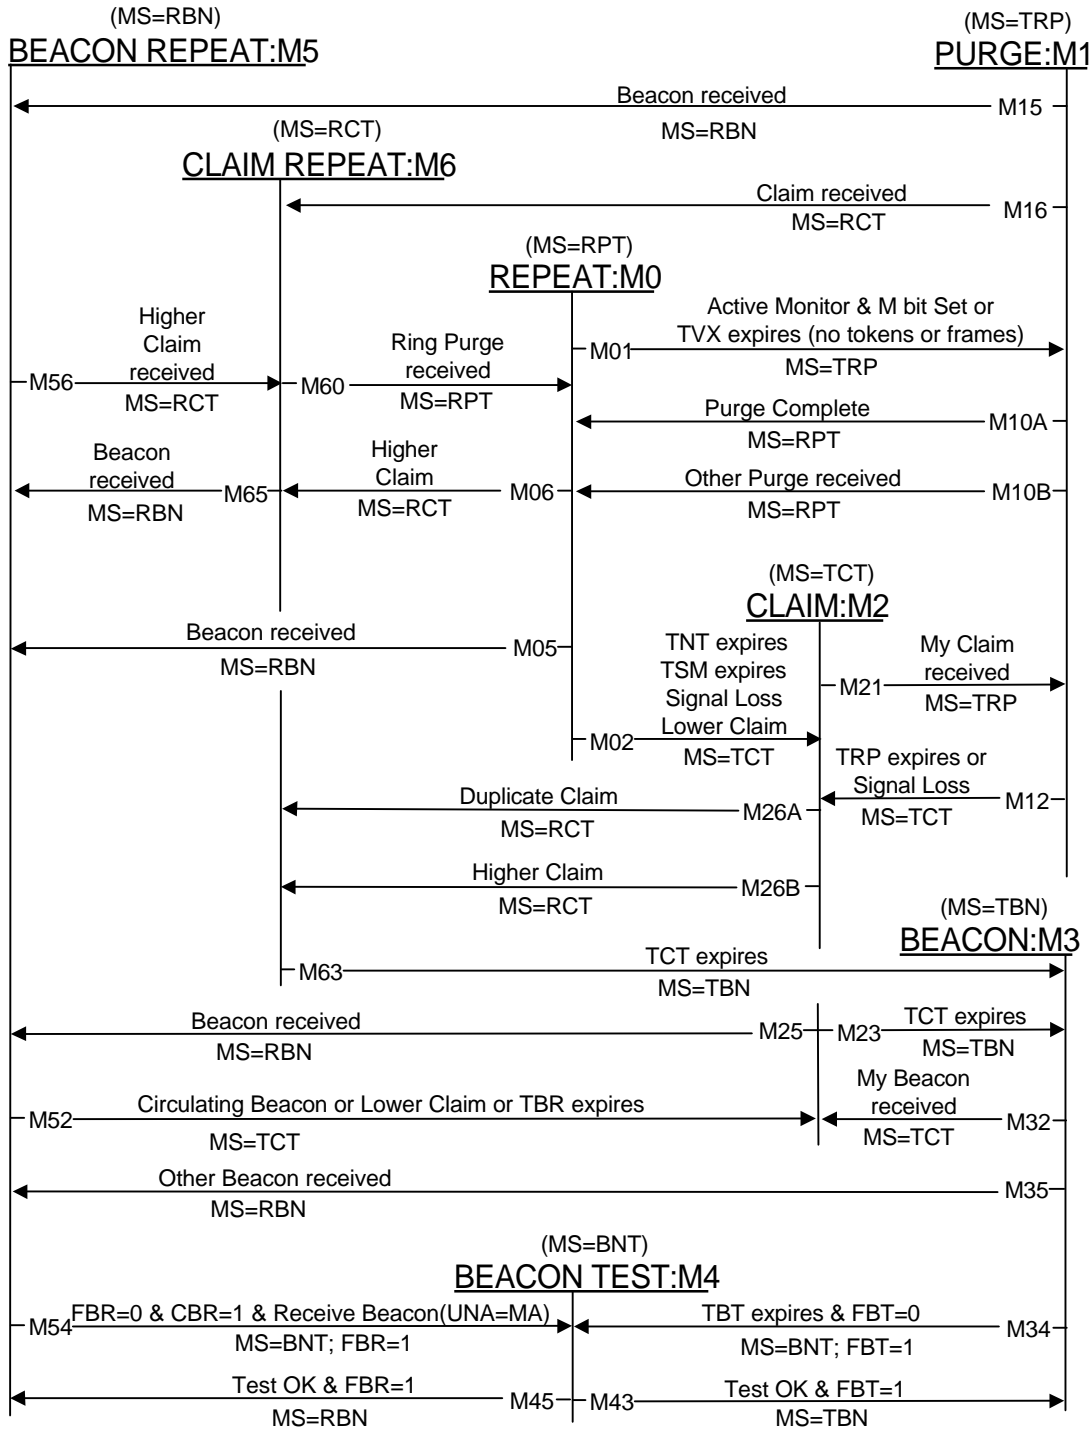 (MS=RBN)
BEACON REPEAT:M5
(MS=TRP)
PURGE:M1
Beacon received
M15
MS=RBN
(MS=RCT)
CLAIM REPEAT:M6
Claim received
M16
MS=RCT
(MS=RPT)
REPEAT:M0
Higher
Claim
received
M56
MS=RCT
Ring Purge
received
M60
MS=RPT
Active Monitor & M bit Set or
TVX expires (no tokens or frames)
M01
MS=TRP
Purge Complete
M10A
MS=RPT
Beacon
received
M65
MS=RBN
Higher
Claim
M06
MS=RCT
Other Purge received
M10B
MS=RPT
(MS=TCT)
CLAIM:M2
Beacon received
M05
MS=RBN
TNT expires
TSM expires
Signal Loss
Lower Claim
M02
MS=TCT
My Claim
received
M21
MS=TRP
TRP expires or
Signal Loss
M12
MS=TCT
Duplicate Claim
M26A
MS=RCT
Higher Claim
M26B
MS=RCT
(MS=TBN)
BEACON:M3
M63
TCT expires
MS=TBN
Beacon received
M25
MS=RBN
M23
TCT expires
MS=TBN
M52
Circulating Beacon or Lower Claim or TBR expires
MS=TCT
My Beacon
received
M32
MS=TCT
Other Beacon received
M35
MS=RBN
(MS=BNT)
BEACON TEST:M4
M54
FBR=0 & CBR=1 & Receive Beacon(UNA=MA)
MS=BNT; FBR=1
TBT expires & FBT=0
M34
MS=BNT; FBT=1
Test OK & FBR=1
M45
MS=RBN
M43
Test OK & FBT=1
MS=TBN